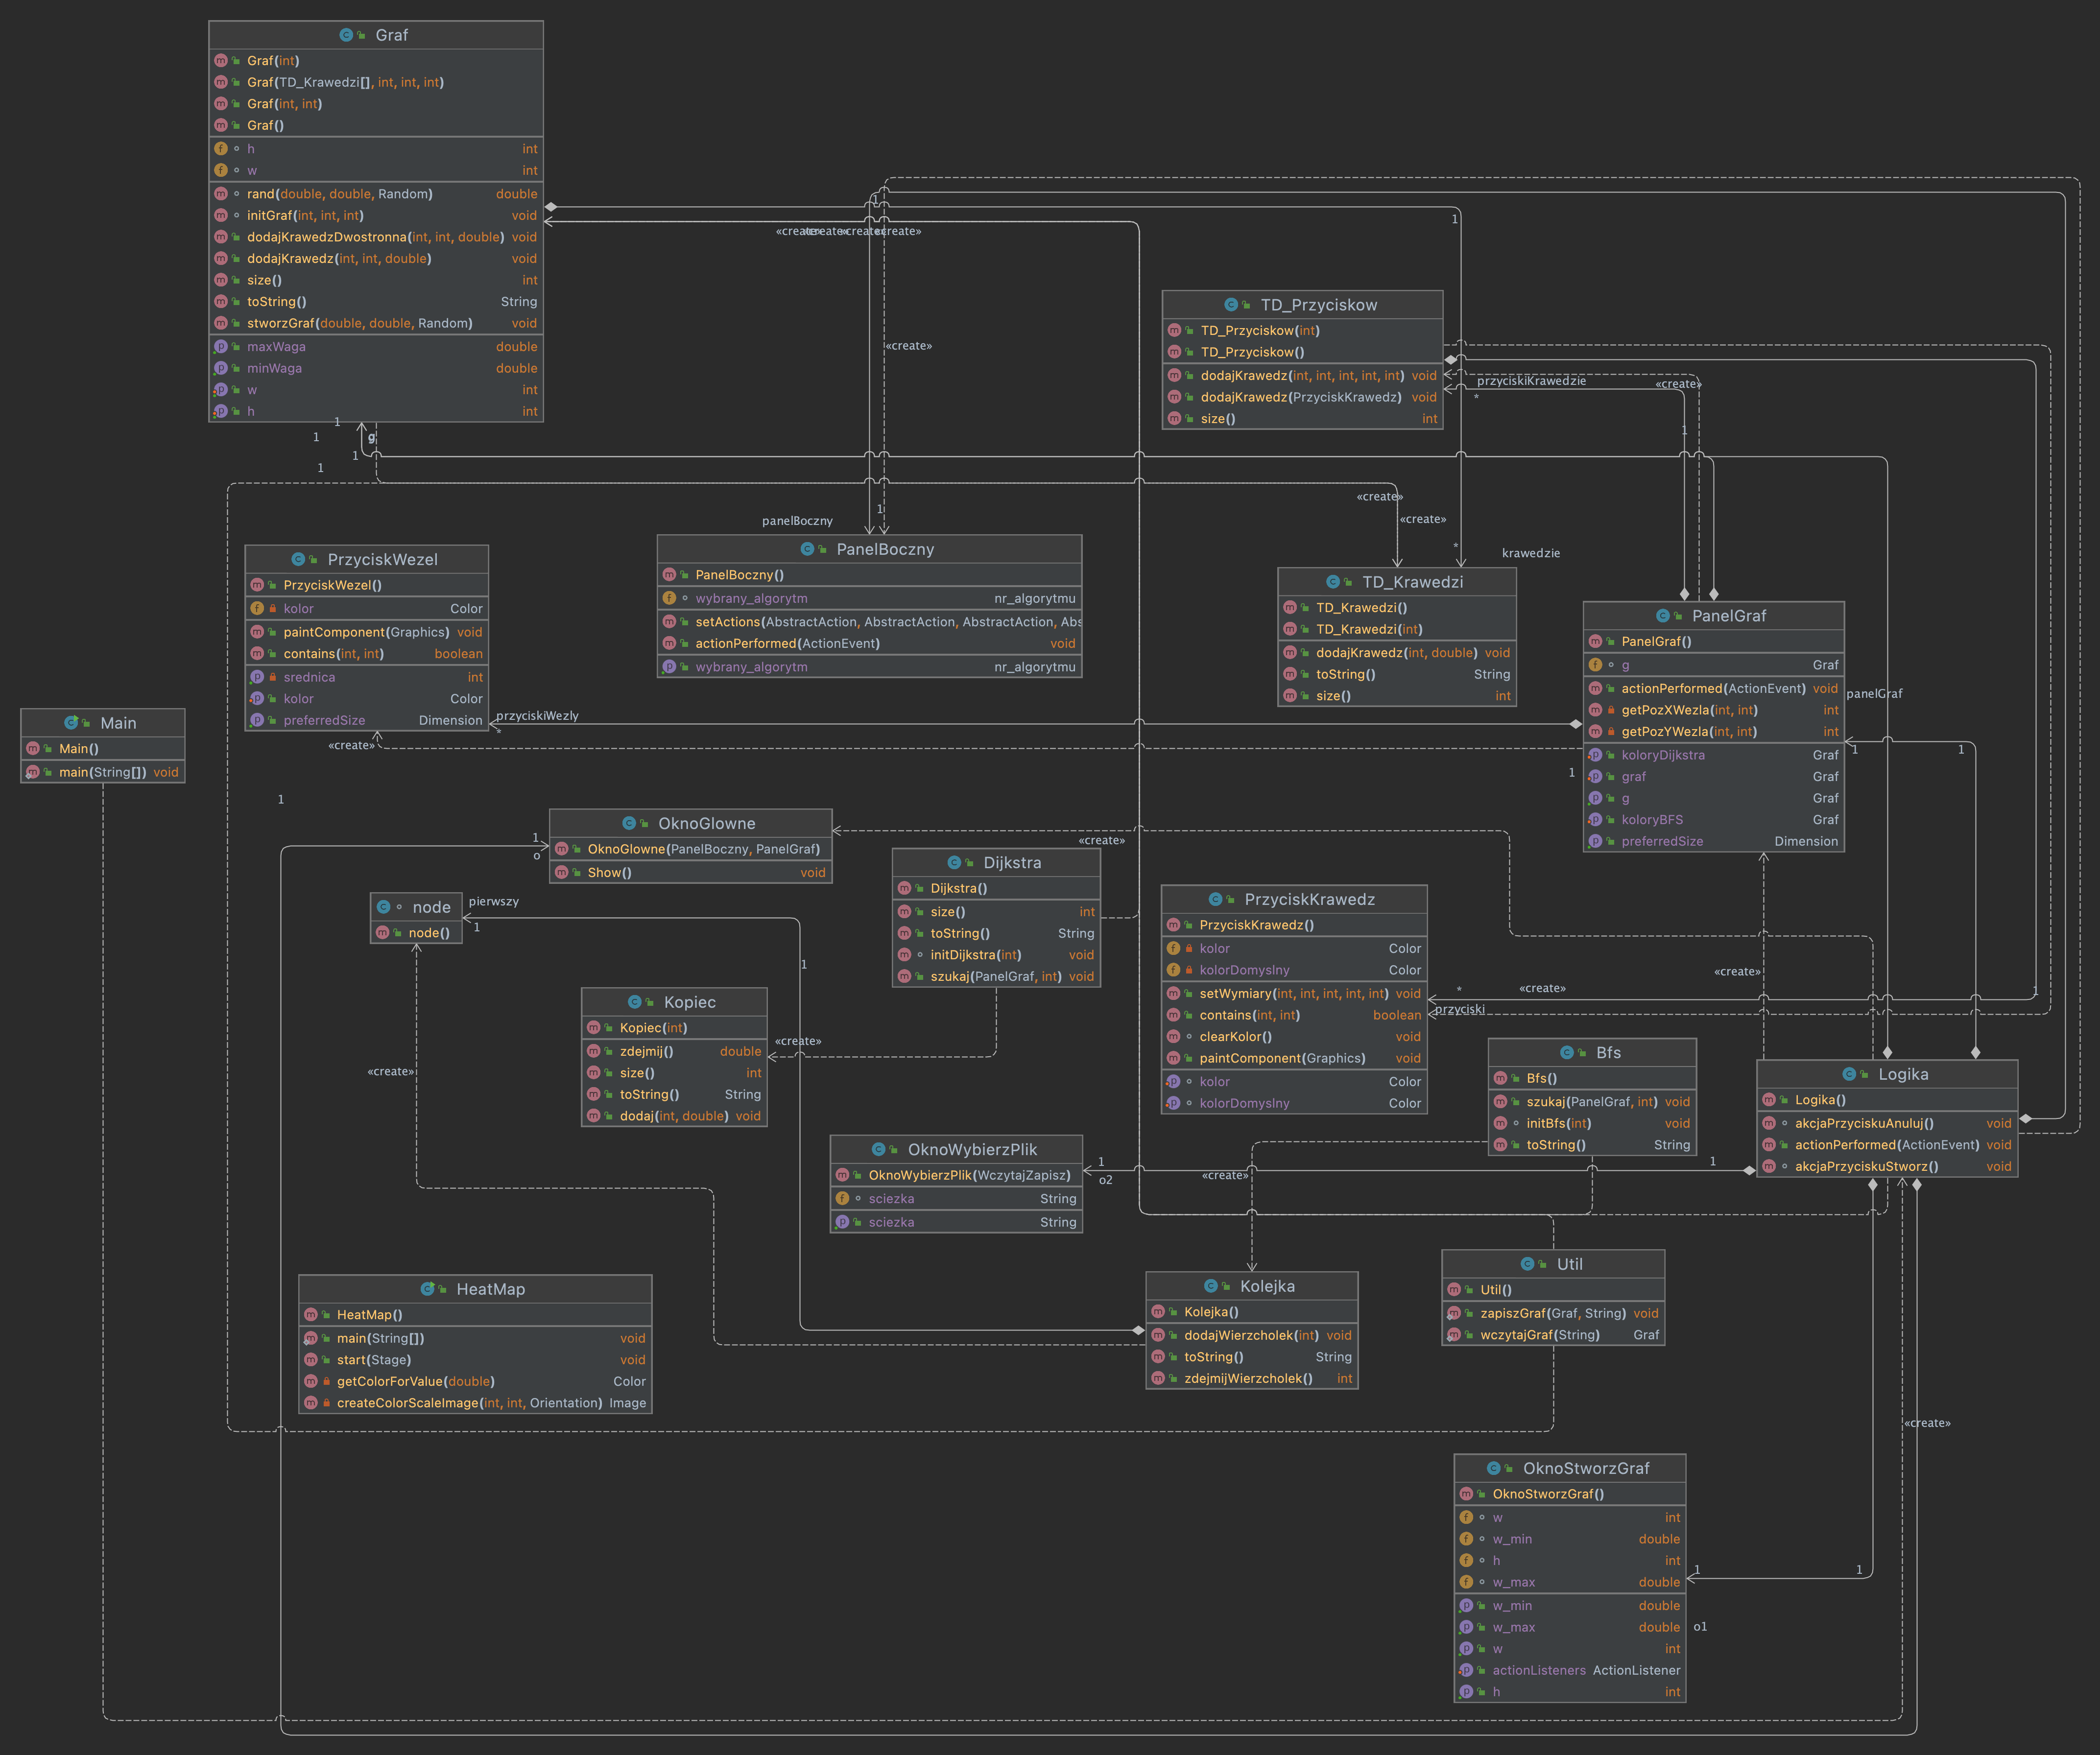 Graf
Graf(int)
Graf(TD_Krawedzi[], int, int, int)
Graf(int, int)
Graf()
h int
w int
rand(double, double, Random) double
initGraf(int, int, int) void
dodajKrawedzDwostronna(int, int, double) void
dodajKrawedz(int, int, double) void
size() int
toString() String
stworzGraf(double, double, Random) void
maxWaga double
minWaga double
w int
h int
1
1
1
1
g
1
1
«create»
«create»
TD_Przyciskow
TD_Przyciskow(int)
TD_Przyciskow()
dodajKrawedz(int, int, int, int, int) void
dodajKrawedz(PrzyciskKrawedz) void
size() int
przyciskiKrawedzie
*
«create»
1
«create»
«create»
*
krawedzie
panelBoczny
1
PrzyciskWezel
PrzyciskWezel()
kolor Color
paintComponent(Graphics) void
contains(int, int) boolean
srednica int
kolor Color
preferredSize Dimension
przyciskiWezly
*
«create»
PanelBoczny
PanelBoczny()
wybrany_algorytm nr_algorytmu
setActions(AbstractAction, AbstractAction, AbstractAction, Abs
actionPerformed(ActionEvent) void
wybrany_algorytm nr_algorytmu
TD_Krawedzi
TD_Krawedzi()
TD_Krawedzi(int)
dodajKrawedz(int, double) void
toString() String
size() int
PanelGraf
PanelGraf()
g Graf
actionPerformed(ActionEvent) void
getPozXWezla(int, int) int
getPozYWezla(int, int) int
koloryDijkstra Graf
graf Graf
g Graf
koloryBFS Graf
preferredSize Dimension
panelGraf
1
1
1
Main
Main()
main(String[]) void
1
OknoGlowne
OknoGlowne(PanelBoczny, PanelGraf)
Show() void
1
o
«create»
node
node()
pierwszy
1
1
«create»
Dijkstra
Dijkstra()
size() int
toString() String
initDijkstra(int) void
szukaj(PanelGraf, int) void
Kopiec
Kopiec(int)
zdejmij() double
size() int
toString() String
dodaj(int, double) void
«create»
PrzyciskKrawedz
PrzyciskKrawedz()
kolor Color
kolorDomyslny Color
setWymiary(int, int, int, int, int) void
contains(int, int) boolean
clearKolor() void
paintComponent(Graphics) void
kolor Color
kolorDomyslny Color
*
«create»
przyciski
«create»
1
Bfs
Bfs()
szukaj(PanelGraf, int) void
initBfs(int) void
toString() String
Logika
Logika()
akcjaPrzyciskuAnuluj() void
actionPerformed(ActionEvent) void
akcjaPrzyciskuStworz() void
OknoWybierzPlik
OknoWybierzPlik(WczytajZapisz)
sciezka String
sciezka String
1
o2
1
«create»
HeatMap
HeatMap()
main(String[]) void
start(Stage) void
getColorForValue(double) Color
createColorScaleImage(int, int, Orientation) Image
Kolejka
Kolejka()
dodajWierzcholek(int) void
toString() String
zdejmijWierzcholek() int
Util
Util()
zapiszGraf(Graf, String) void
wczytajGraf(String) Graf
«create»
OknoStworzGraf
OknoStworzGraf()
w int
w_min double
h int
w_max double
w_min double
w_max double
w int
actionListeners ActionListener
h int
1
1
o1